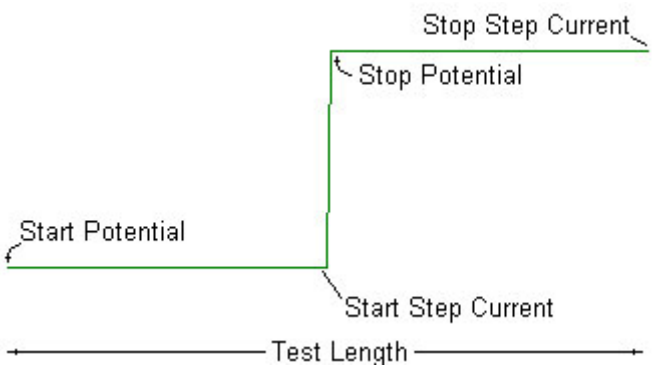 Stop Step Current
Stop Potential
Start Potential
Start Step Current
Test Length